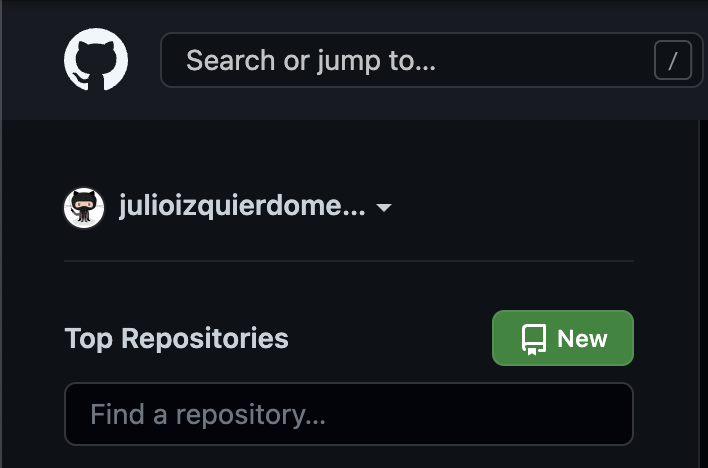 Search or jump to...
/
julioizquierdome...
Top Repositories
New
Find a repository...